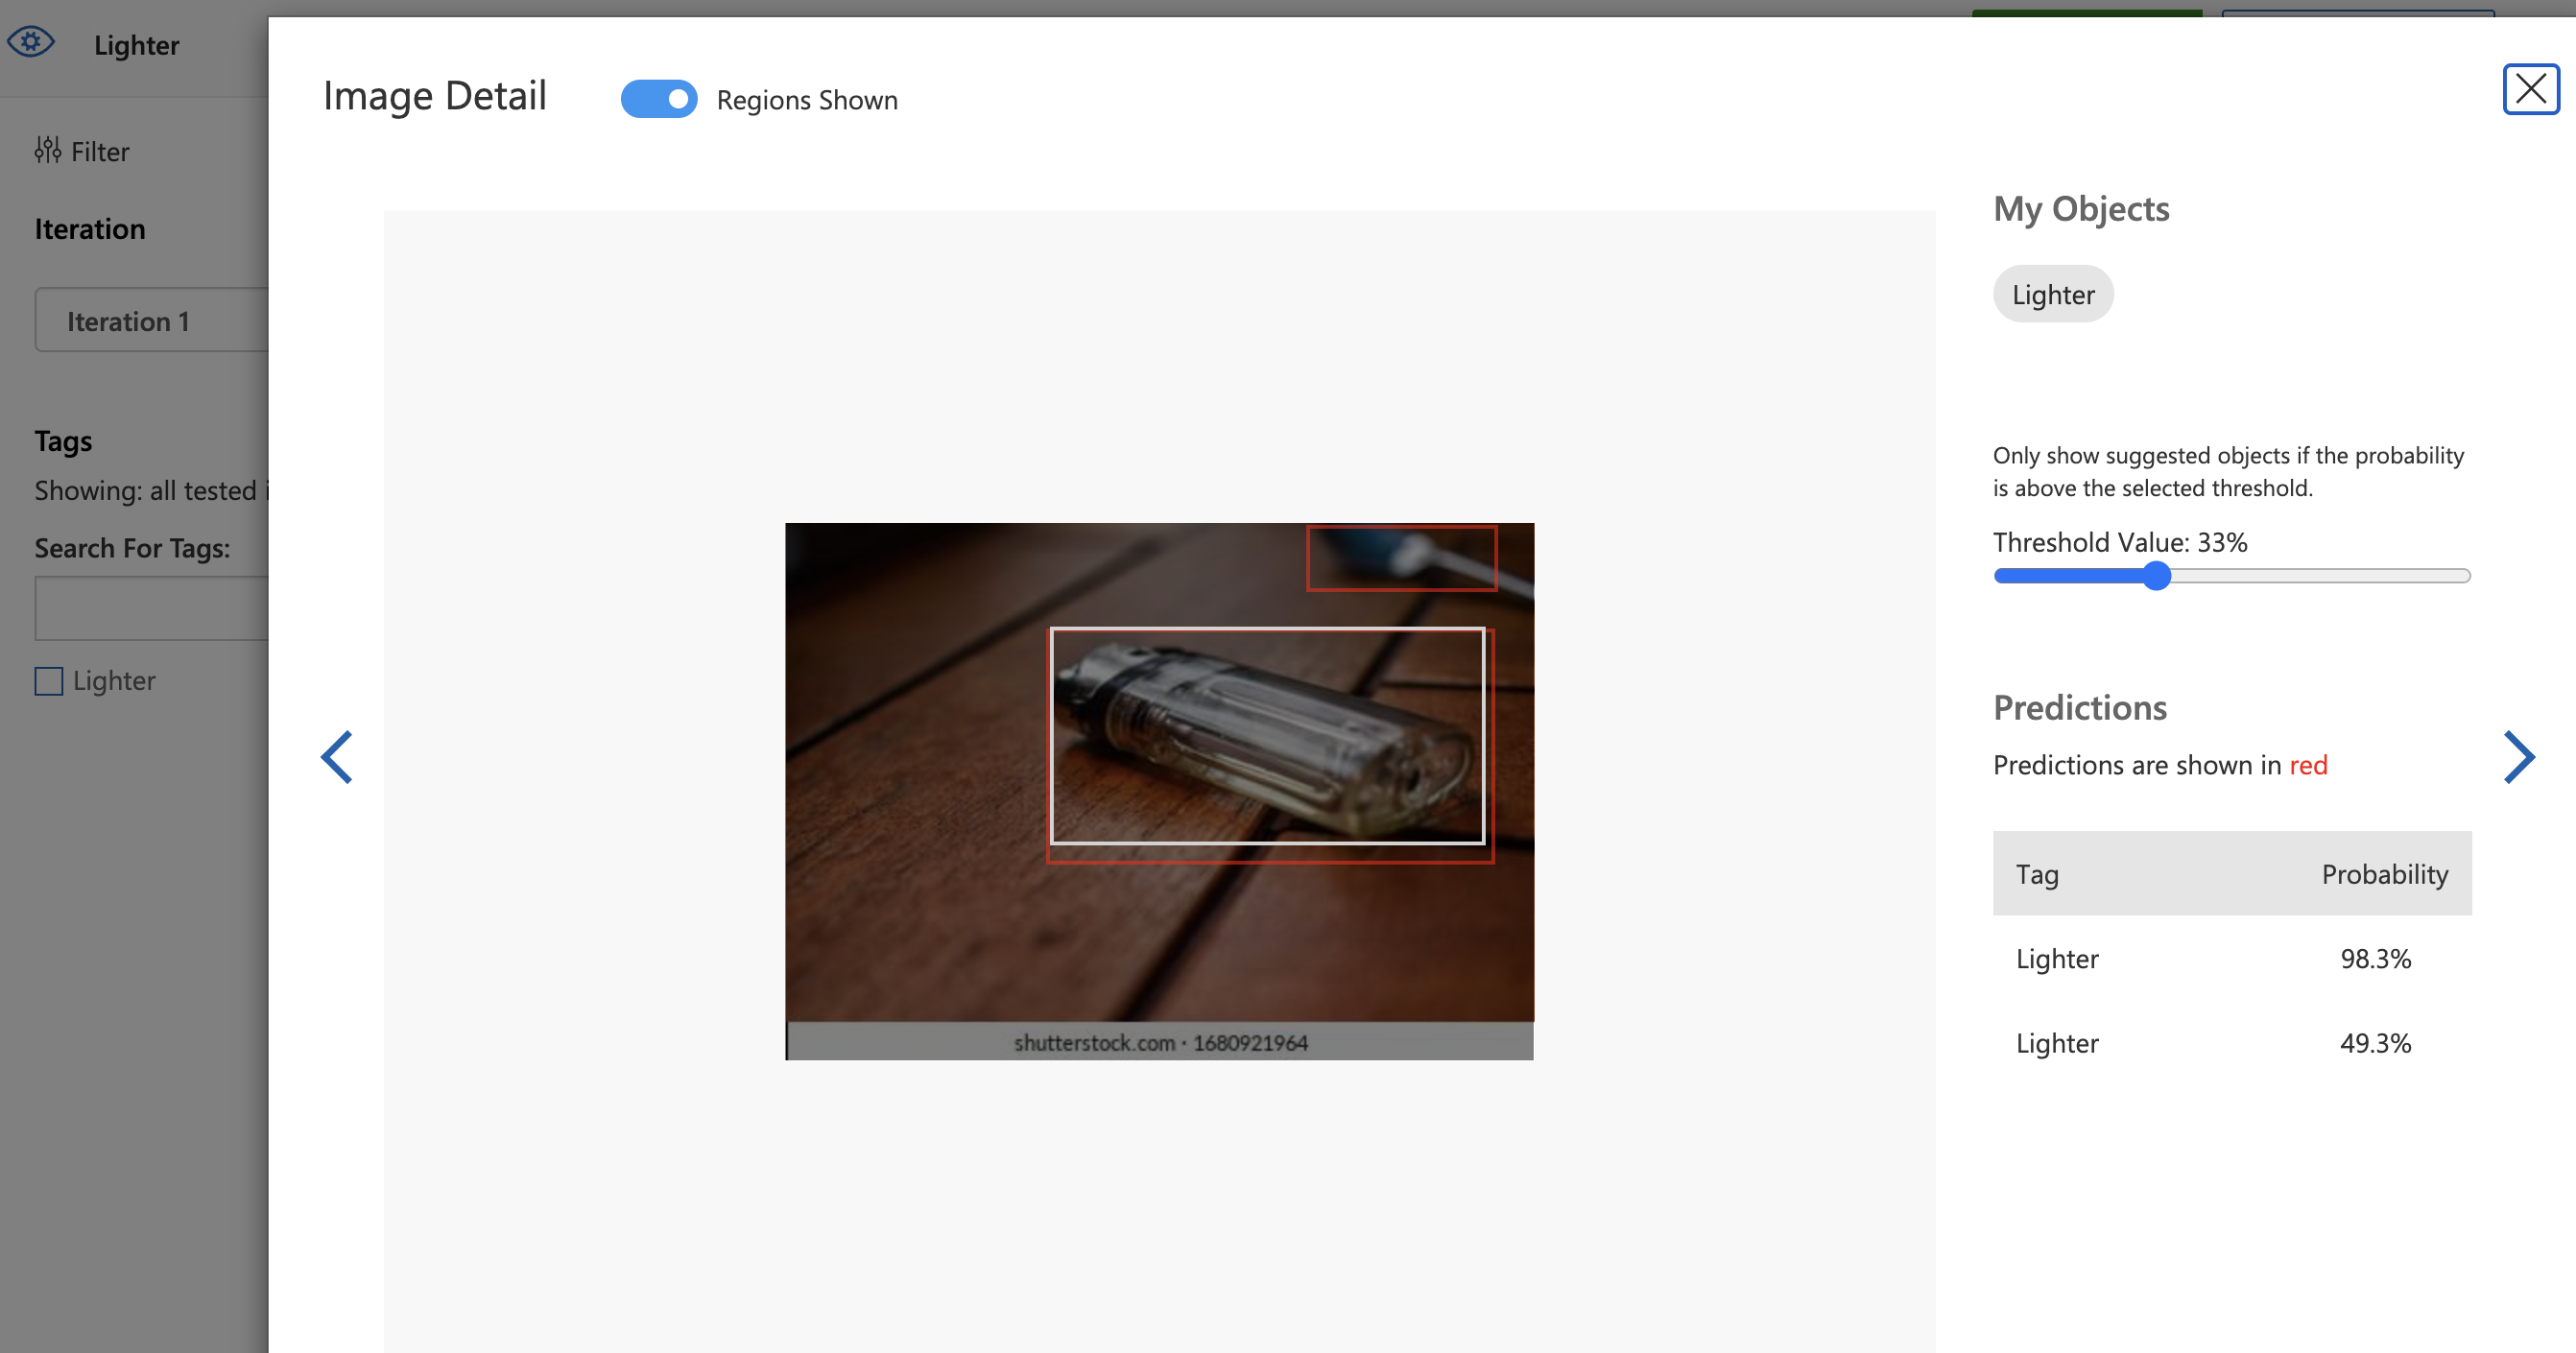 Lighter
Filter
Iteration
Iteration 1
Tags
Showing: all tested
Search For Tags:
Lighter
Image Detail
Regions Shown
shutterstock.com · 1680921964
My Objects
Lighter
Only show suggested objects if the probability
is above the selected threshold.
Threshold Value: 33%
Predictions
Predictions are shown in red
Tag Probability
Lighter 98.3%
Lighter 49.3%